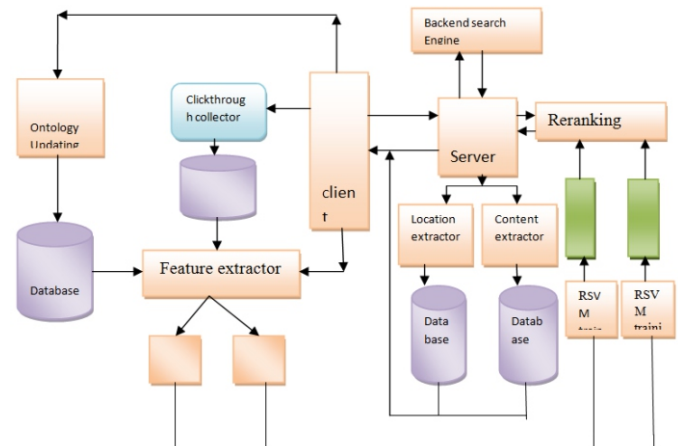 Backend search
Engine
Clickthroug
h collector
Ontology
Updating
Reranking
Server
clien
t
Location
extractor
Content
extractor
Feature extractor
Database
Data
base
Datab
ase
RSV
M
RSV
M
traini